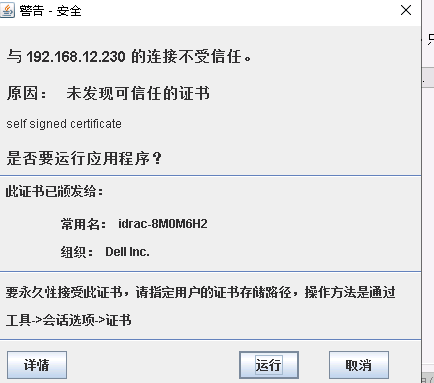 警告 - 安全
与 192.168.12.230 的连接不受信任。
原因： 未发现可信任的证书
self signed certificate
是否要运行应用程序？
此证书已颁发给：
常用名： idrac-8M0M6H2
组织： Dell Inc.
要永久性接受此证书，请指定用户的证书存储路径，操作方法是通过
工具->会话选项->证书
详情
运行
取消